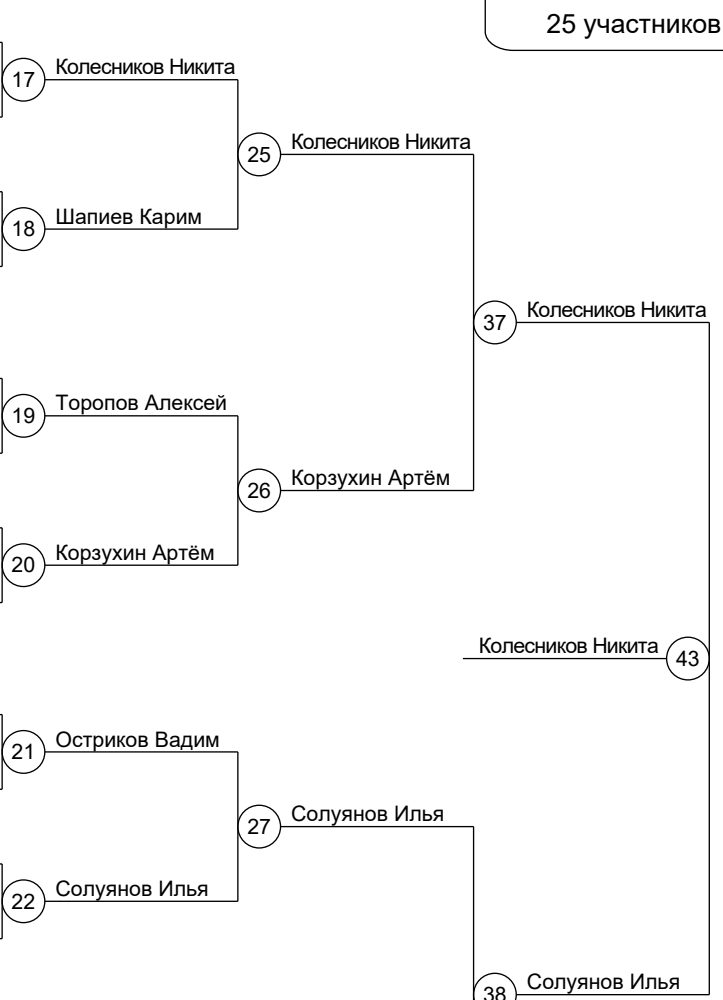 25 участников
17 Колесников Никита
25 Колесников Никита
18 Шапиев Карим
37 Колесников Никита
19 Торопов Алексей
26 Корзухин Артём
20 Корзухин Артём
Колесников Никита 43
21 Остриков Вадим
27 Солуянов Илья
22 Солуянов Илья
38 Солуянов Илья